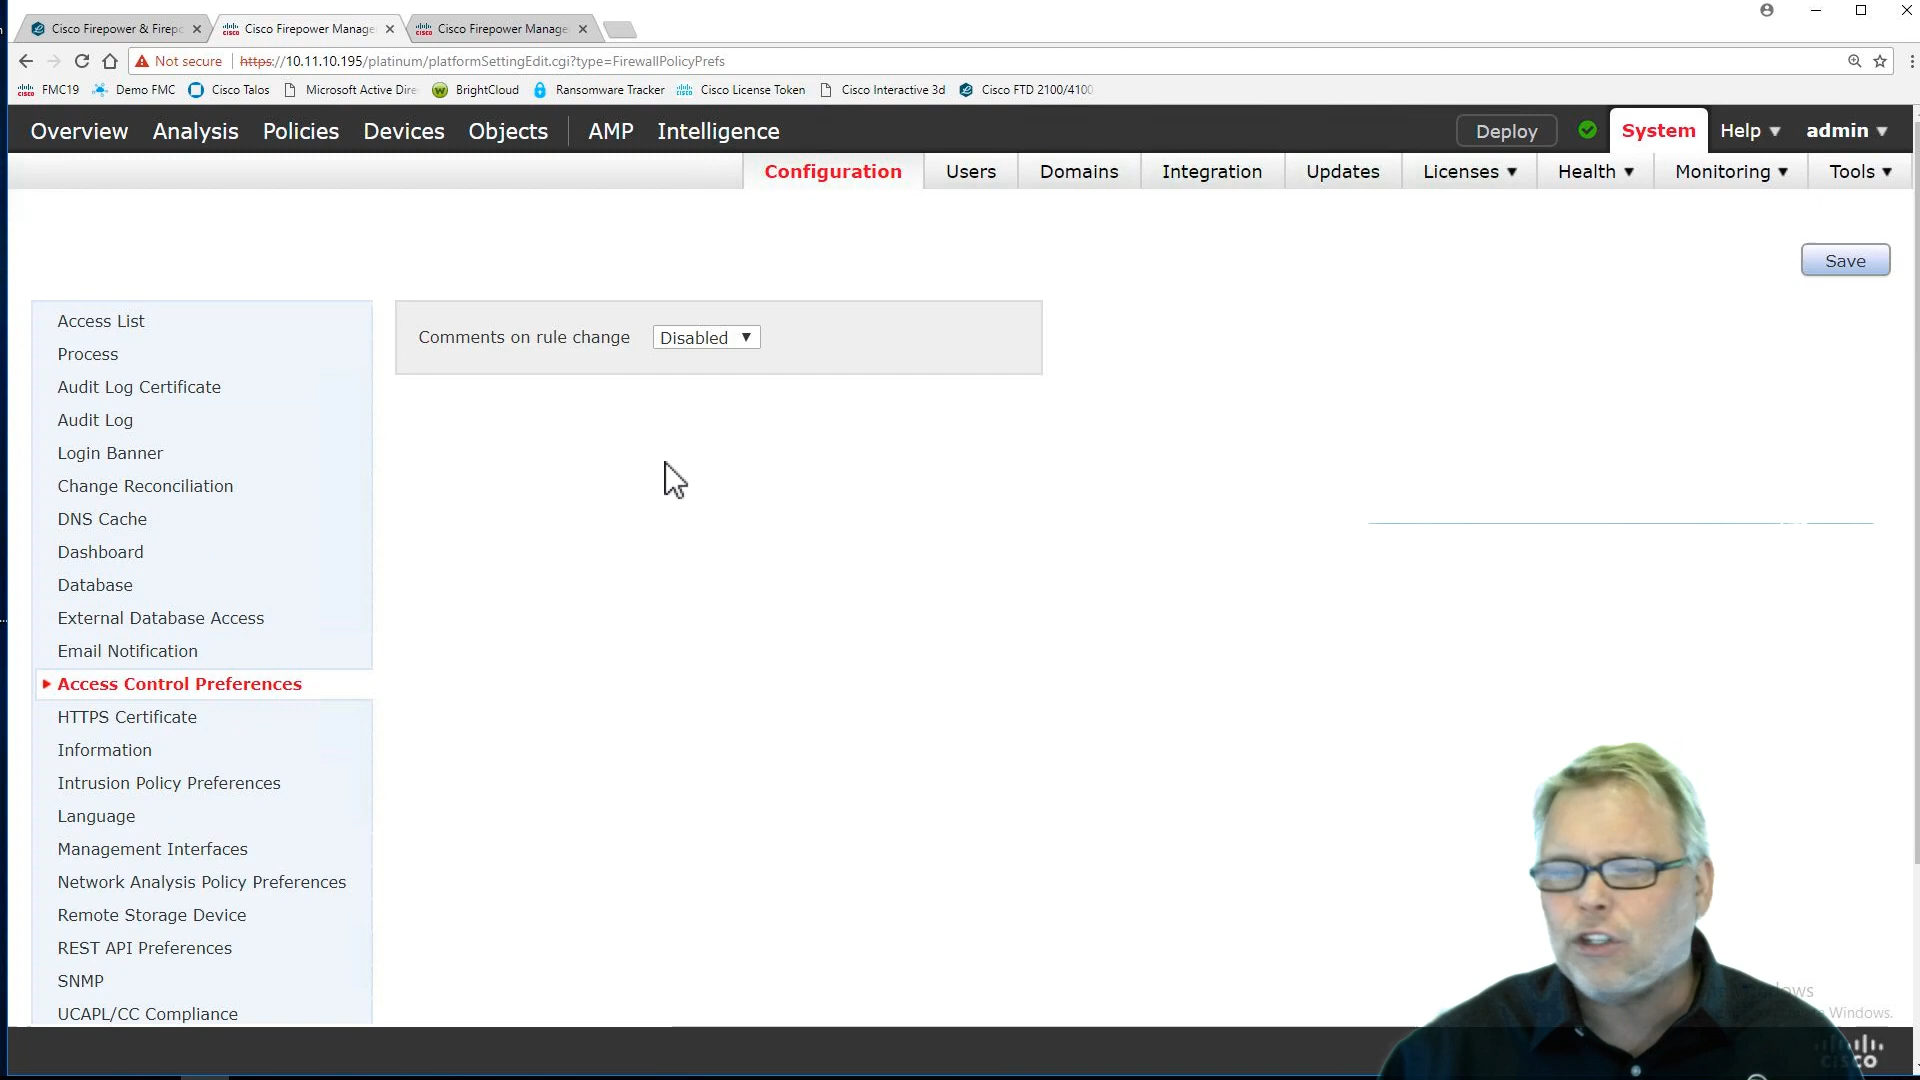 Cisco Firepower & Firep
Cisco Firepower Manage
Cisco Firepower Manage
Not secure
https://10.11.10.195/platinum/platformSettingEdit.cgi?type=FirewallPolicyPrefs
FMC19
Demo FMC
Cisco Talos
Microsoft Active Dire
BrightCloud
Ransomware Tracker
Cisco License Token
Cisco Interactive 3d
Cisco FTD 2100/4100
Overview
Analysis
Policies
Devices
Objects
AMP
Intelligence
Deploy
System
Help
admin
Configuration
Users
Domains
Integration
Updates
Licenses
Health
Monitoring
Tools
Save
Comments on rule change
Disabled
Access List
Process
Audit Log Certificate
Audit Log
Login Banner
Change Reconciliation
DNS Cache
Dashboard
Database
External Database Access
Email Notification
Access Control Preferences
HTTPS Certificate
Information
Intrusion Policy Preferences
Language
Management Interfaces
Network Analysis Policy Preferences
Remote Storage Device
REST API Preferences
SNMP
UCAPL/CC Compliance
Windows.
cisco